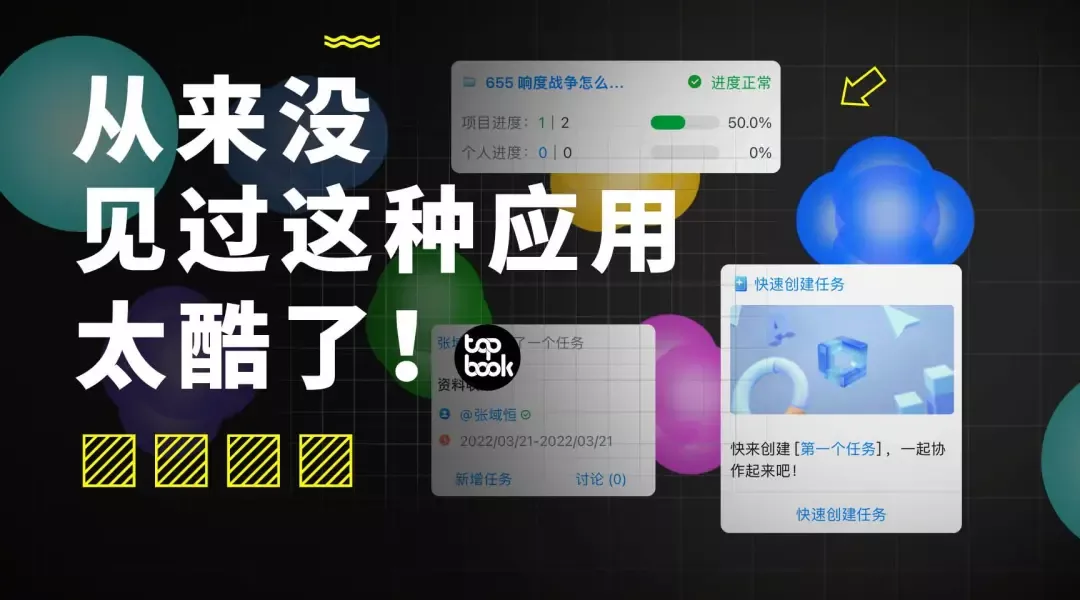 从来没
见过这种应用
太酷了！
655 响度战争怎么...
进度正常
项目进度： 1 | 2
50.0%
个人进度： 0 | 0
0%
快速创建任务
快来创建 [第一个任务]，一起协
作起来吧！
快速创建任务
张域
了一个任务
top
book
资料
@张域恒
2022/03/21-2022/03/21
新增任务
讨论 (0)